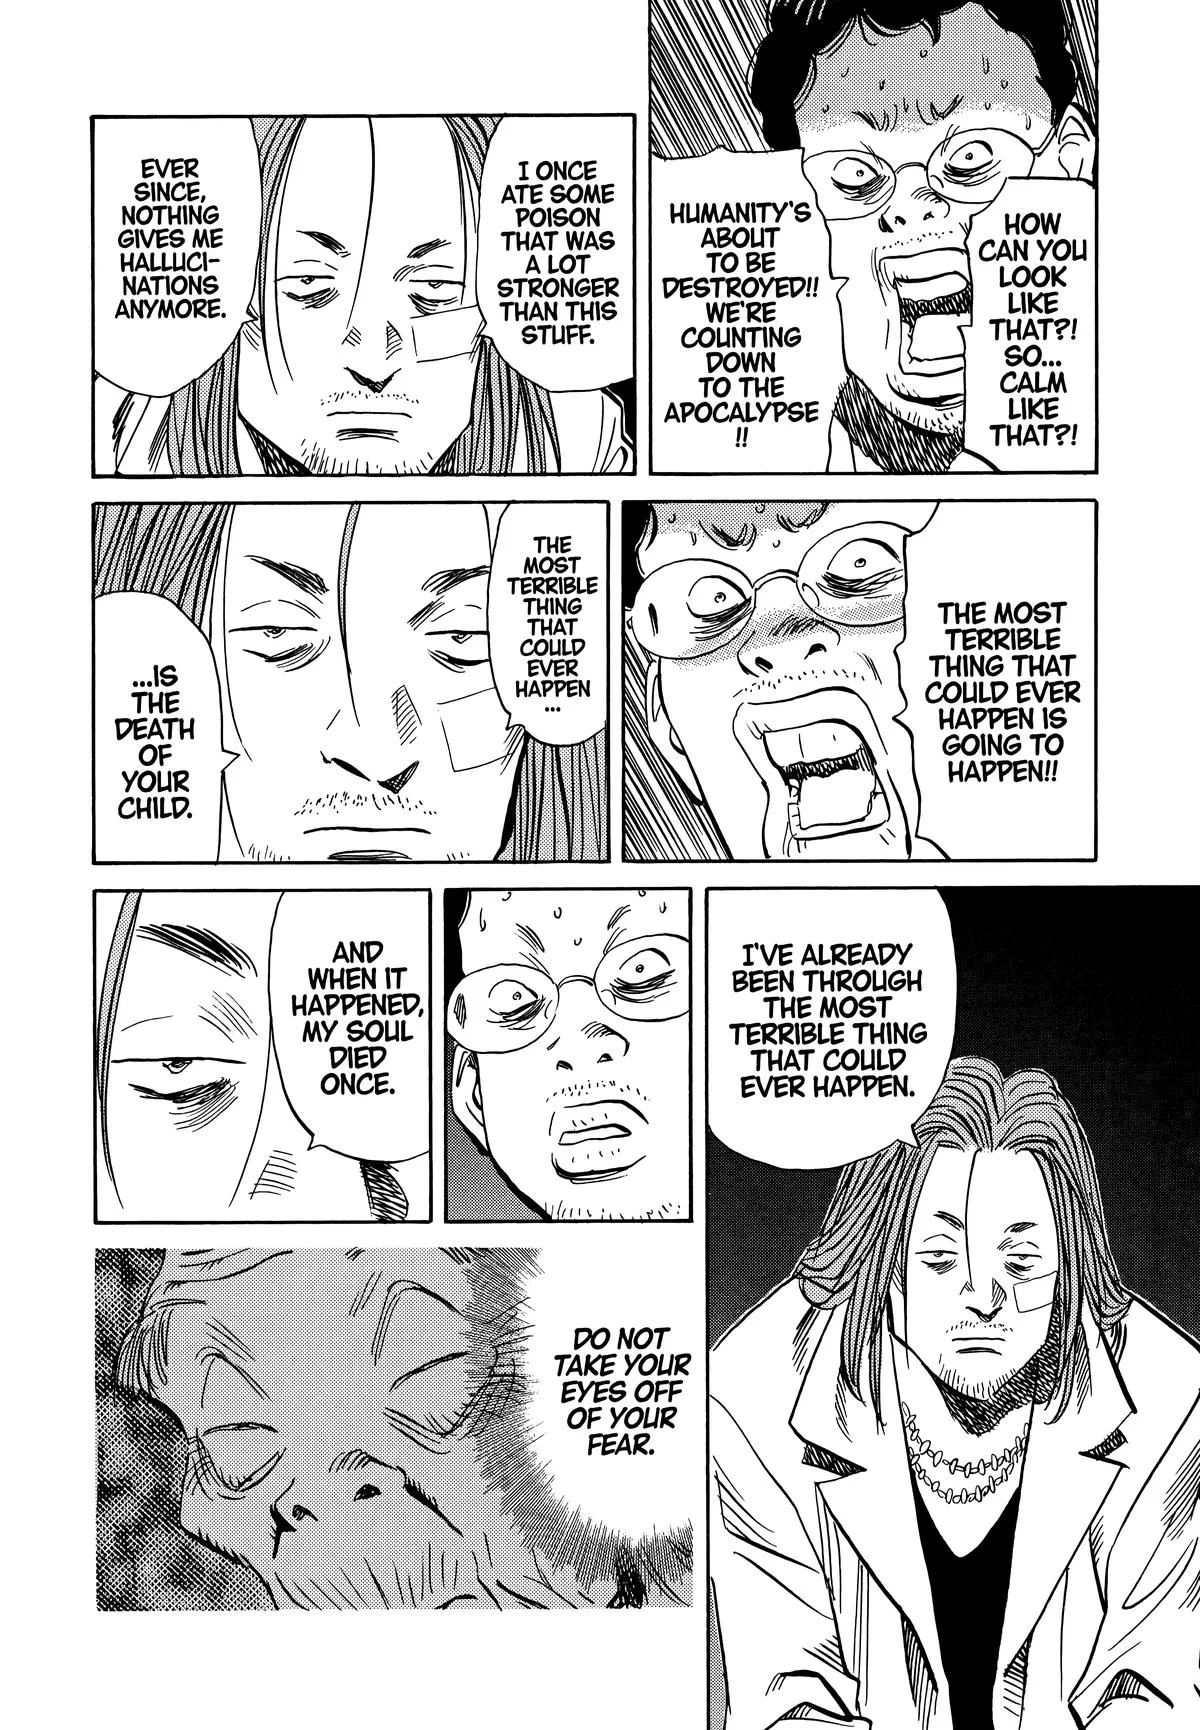 HOW
CAN YOU
LOOK
LIKE
THAT?!
SO...
CALM
LIKE
THAT?!
HUMANITY'S
ABOUT
TO BE
DESTROYED!!
WE'RE
COUNTING
DOWN
TO THE
APOCALYPSE
!!
I ONCE
ATE SOME
POISON
THAT WAS
A LOT
STRONGER
THAN THIS
STUFF.
EVER
SINCE,
NOTHING
GIVES ME
HALLUCI-
NATIONS
ANYMORE.
THE MOST
TERRIBLE
THING THAT
COULD EVER
HAPPEN IS
GOING TO
HAPPEN!!
THE
MOST
TERRIBLE
THING
THAT
COULD
EVER
HAPPEN
...
...IS
THE
DEATH
OF
YOUR
CHILD.
I'VE ALREADY
BEEN THROUGH
THE MOST
TERRIBLE THING
THAT COULD
EVER HAPPEN.
AND
WHEN IT
HAPPENED,
MY SOUL
DIED
ONCE.
DO NOT
TAKE YOUR
EYES OFF
OF YOUR
FEAR.